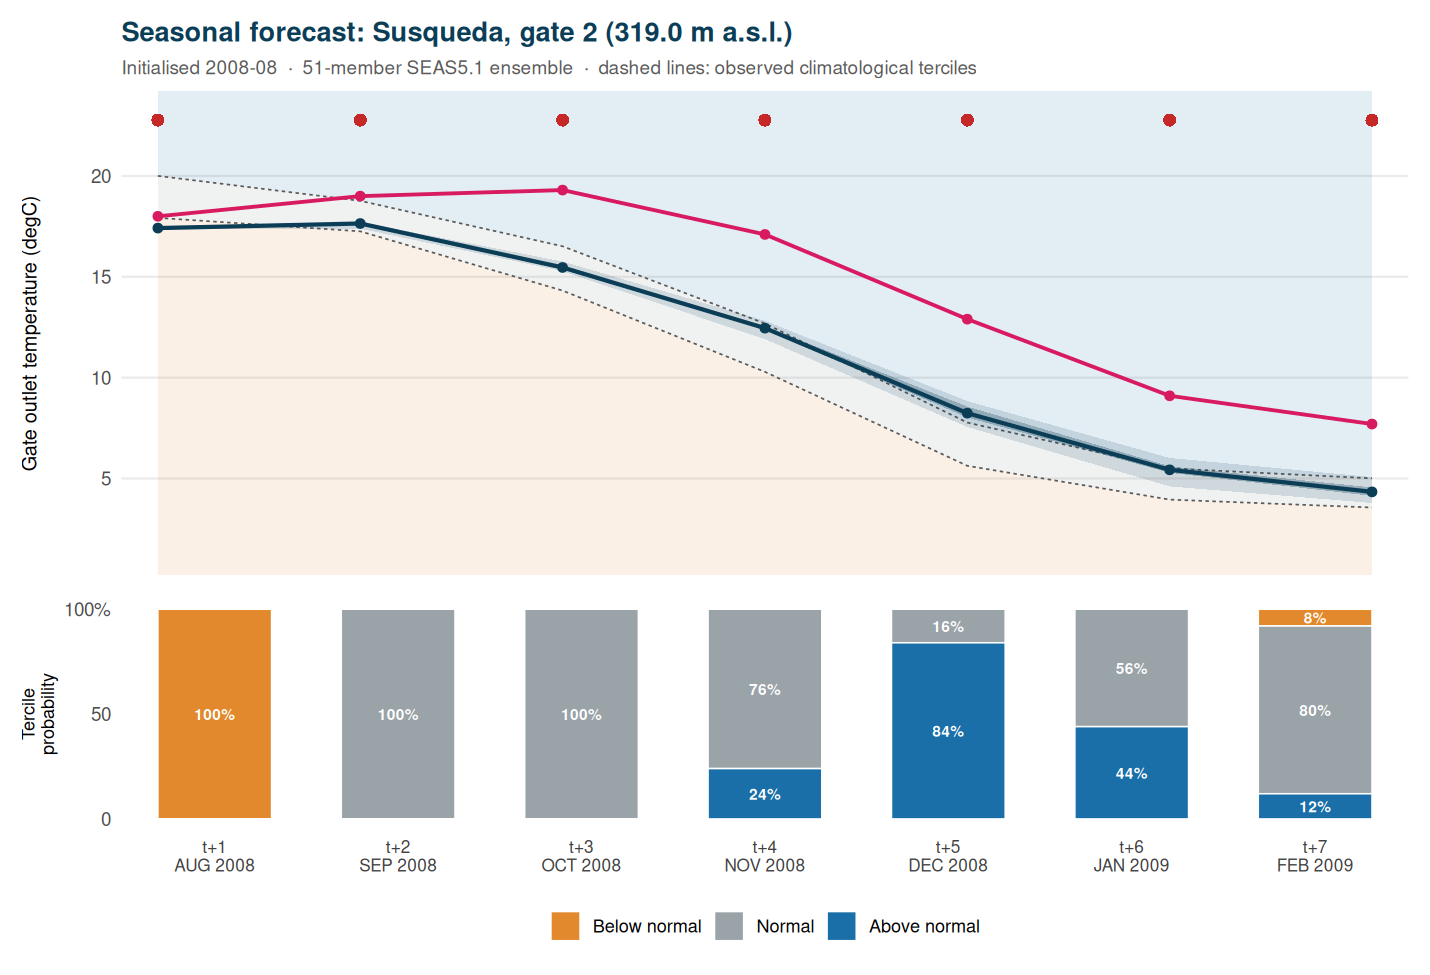 Seasonal forecast: Susqueda, gate 2 (319.0 m a.s.l.)
Initialised 2008-08 · 51-member SEAS5.1 ensemble · dashed lines: observed climatological terciles
Gate outlet temperature (degC)
20
15
10
5
Tercile
probability
100%
50
0
100%
100%
100%
76%
24%
16%
84%
56%
44%
8%
80%
12%
t+1
AUG 2008
t+2
SEP 2008
t+3
OCT 2008
t+4
NOV 2008
t+5
DEC 2008
t+6
JAN 2009
t+7
FEB 2009
Below normal
Normal
Above normal